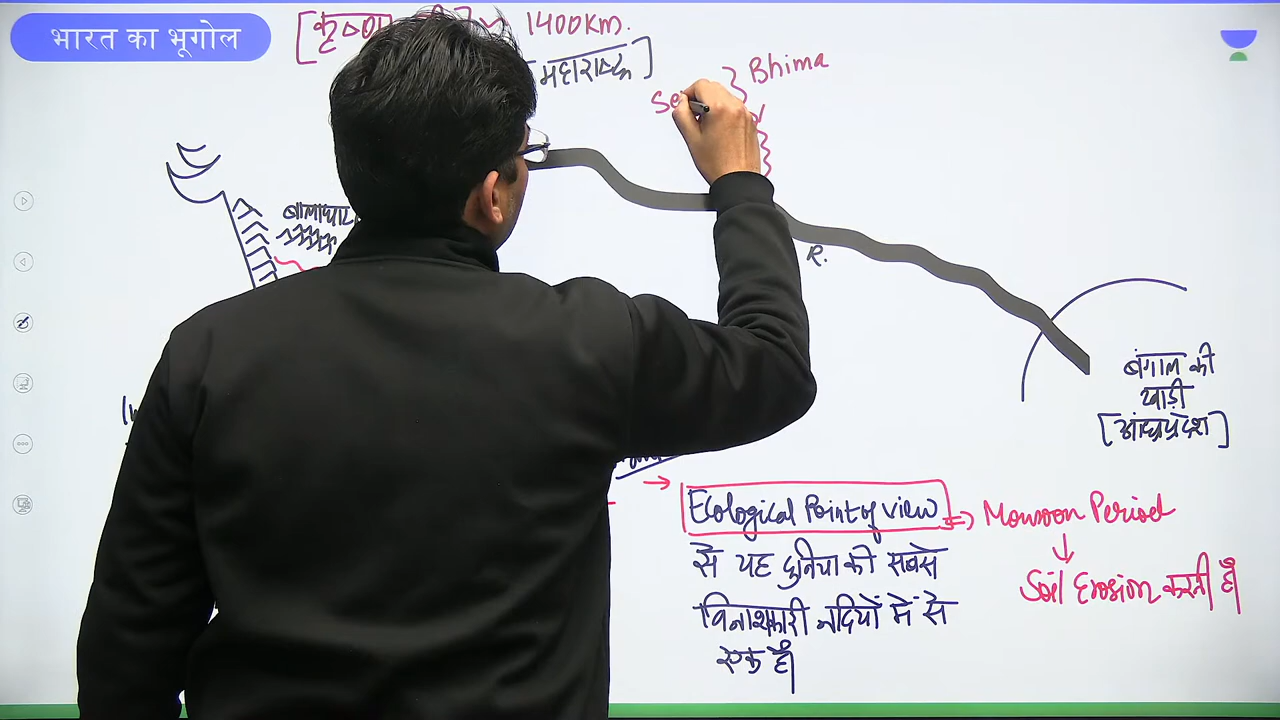 भारत का भूगोल
[कृष्णा 1400km.
महाराष्ट्र]
Bhima
Se
बालाघाट
R.
बंगाल की
खाड़ी
[आंध्रप्रदेश]
→ Ecological Point of view => Monsoon Period
↓
से यह दुनिया की सबसे
Soil Erosion करती है।
विनाशकारी नदियों में से
एक है।